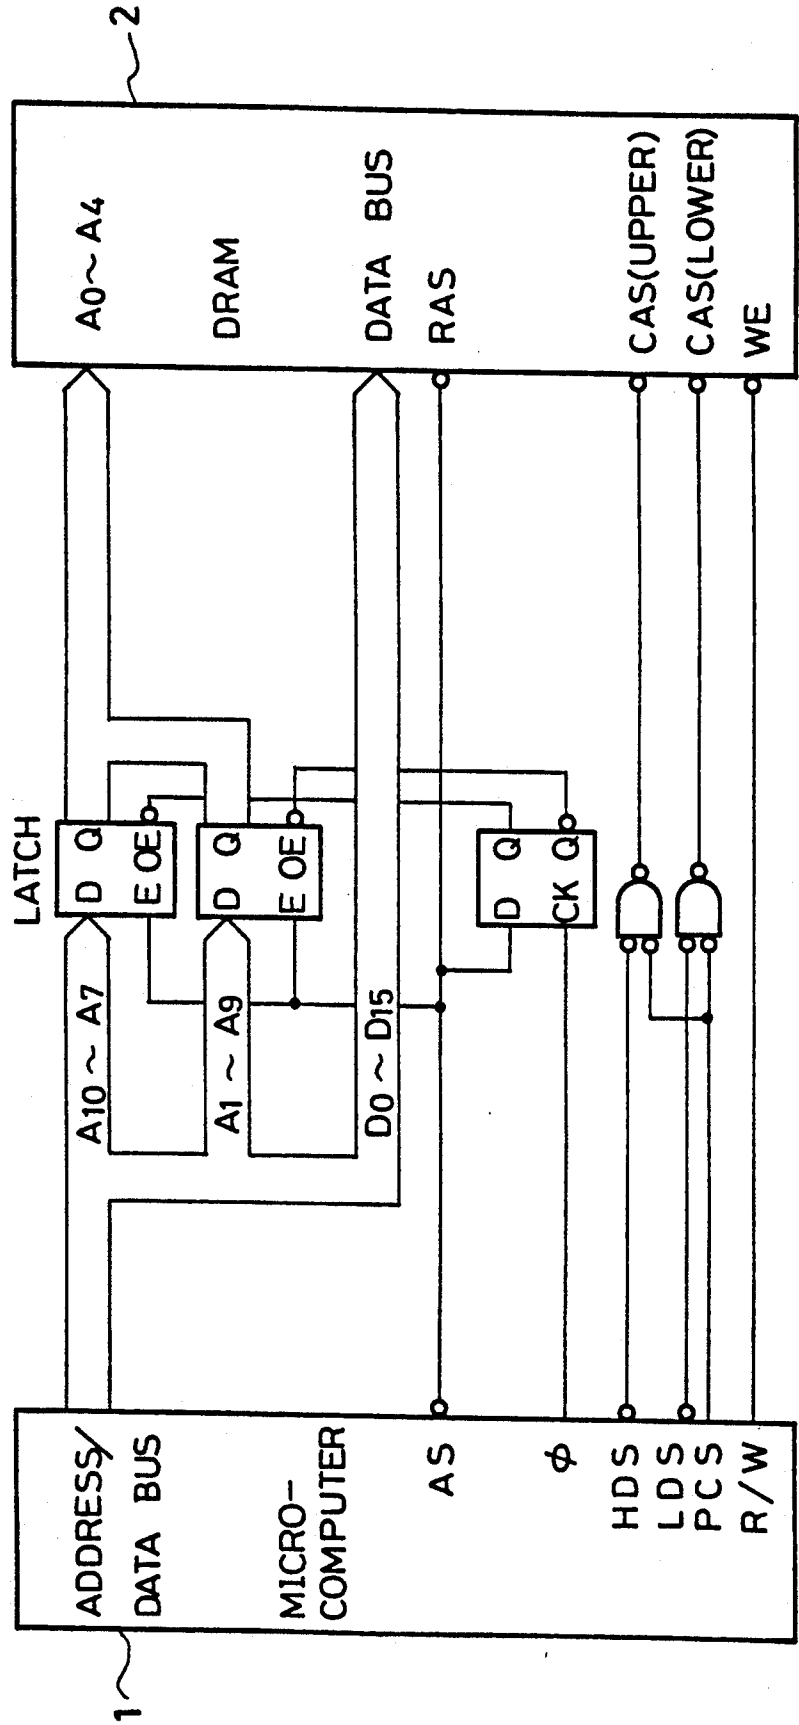 1
ADDRESS/
DATA BUS
MICRO-
COMPUTER
AS
ϕ
HDS
LDS
PCS
R/W
A10 ~ A7
A1 ~ A9
D0 ~ D15
LATCH
D Q
E OE
D Q
E OE
D Q
CK Q
2
A0 ~ A4
DRAM
DATA BUS
RAS
CAS(UPPER)
CAS(LOWER)
WE